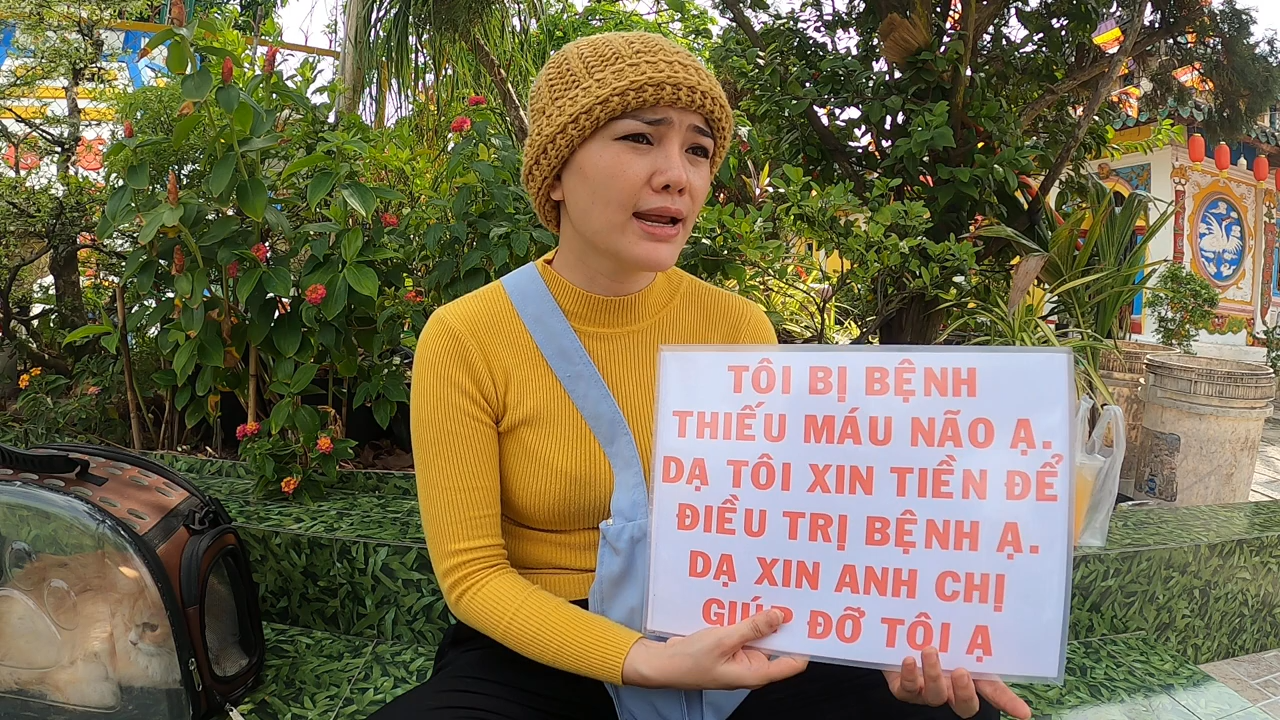 TÔI BỊ BỆNH
THIẾU MÁU NÃO Ạ.
DẠ TÔI XIN TIỀN ĐỂ
ĐIỀU TRỊ BỆNH Ạ.
DẠ XIN ANH CHỊ
GIÚP ĐỠ TÔI Ạ